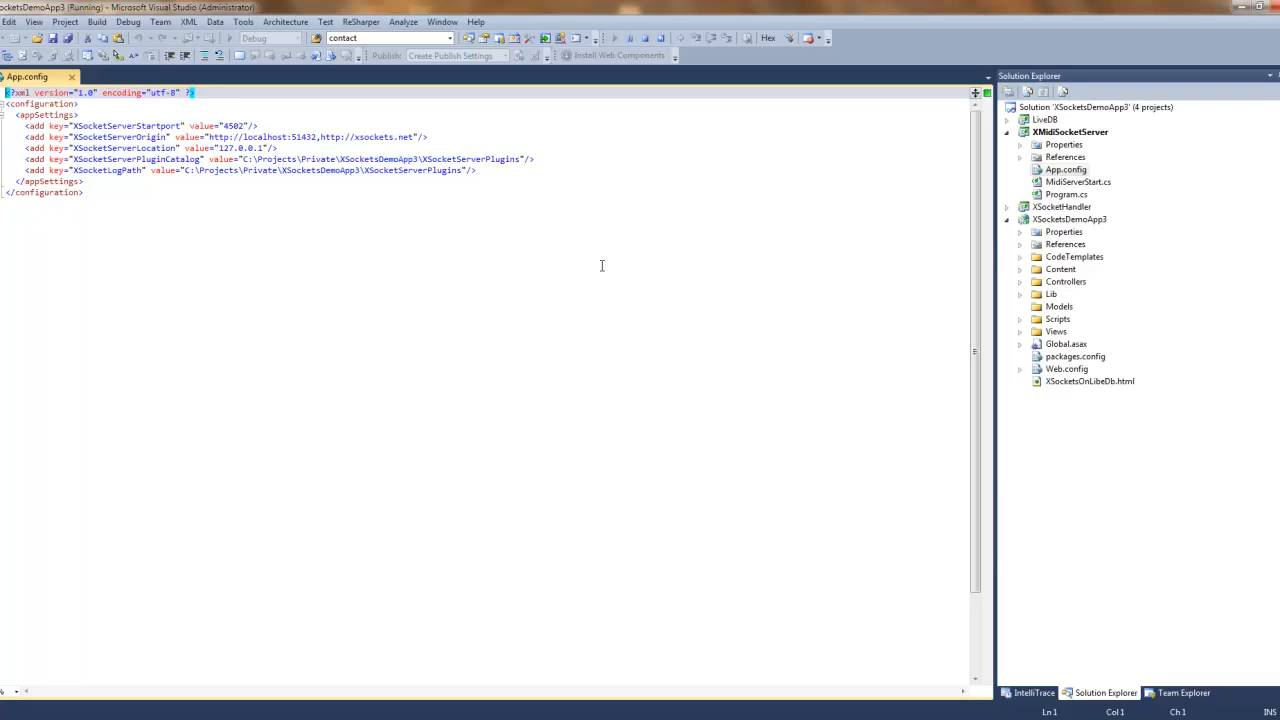 ocketsDemoApp3 (Running) - Microsoft Visual Studio (Administrator)
Edit View Project Build Debug Team XML Data Tools Architecture Test ReSharper Analyze Window Help
Debug contact Hex
Publish: Create Publish Settings Install Web Components
App.config
<?xml version="1.0" encoding="utf-8" ?>
<configuration>
<appSettings>
<add key="XSocketServerStartport" value="4502"/>
<add key="XSocketServerOrigin" value="http://localhost:51432,http://xsockets.net"/>
<add key="XSocketServerLocation" value="127.0.0.1"/>
<add key="XSocketServerPluginCatalog" value="C:\Projects\Private\XSocketsDemoApp3\XSocketServerPlugins"/>
<add key="XSocketLogPath" value="C:\Projects\Private\XSocketsDemoApp3\XSocketServerPlugins"/>
</appSettings>
</configuration>
%
Solution Explorer
Solution 'XSocketsDemoApp3' (4 projects)
LiveDB
XMidiSocketServer
Properties
References
App.config
MidiServerStart.cs
Program.cs
XSocketHandler
XSocketsDemoApp3
Properties
References
CodeTemplates
Content
Controllers
Lib
Models
Scripts
Views
Global.asax
packages.config
Web.config
XSocketsOnLibeDb.html
IntelliTrace Solution Explorer Team Explorer
Ln 1 Col 1 Ch 1 INS